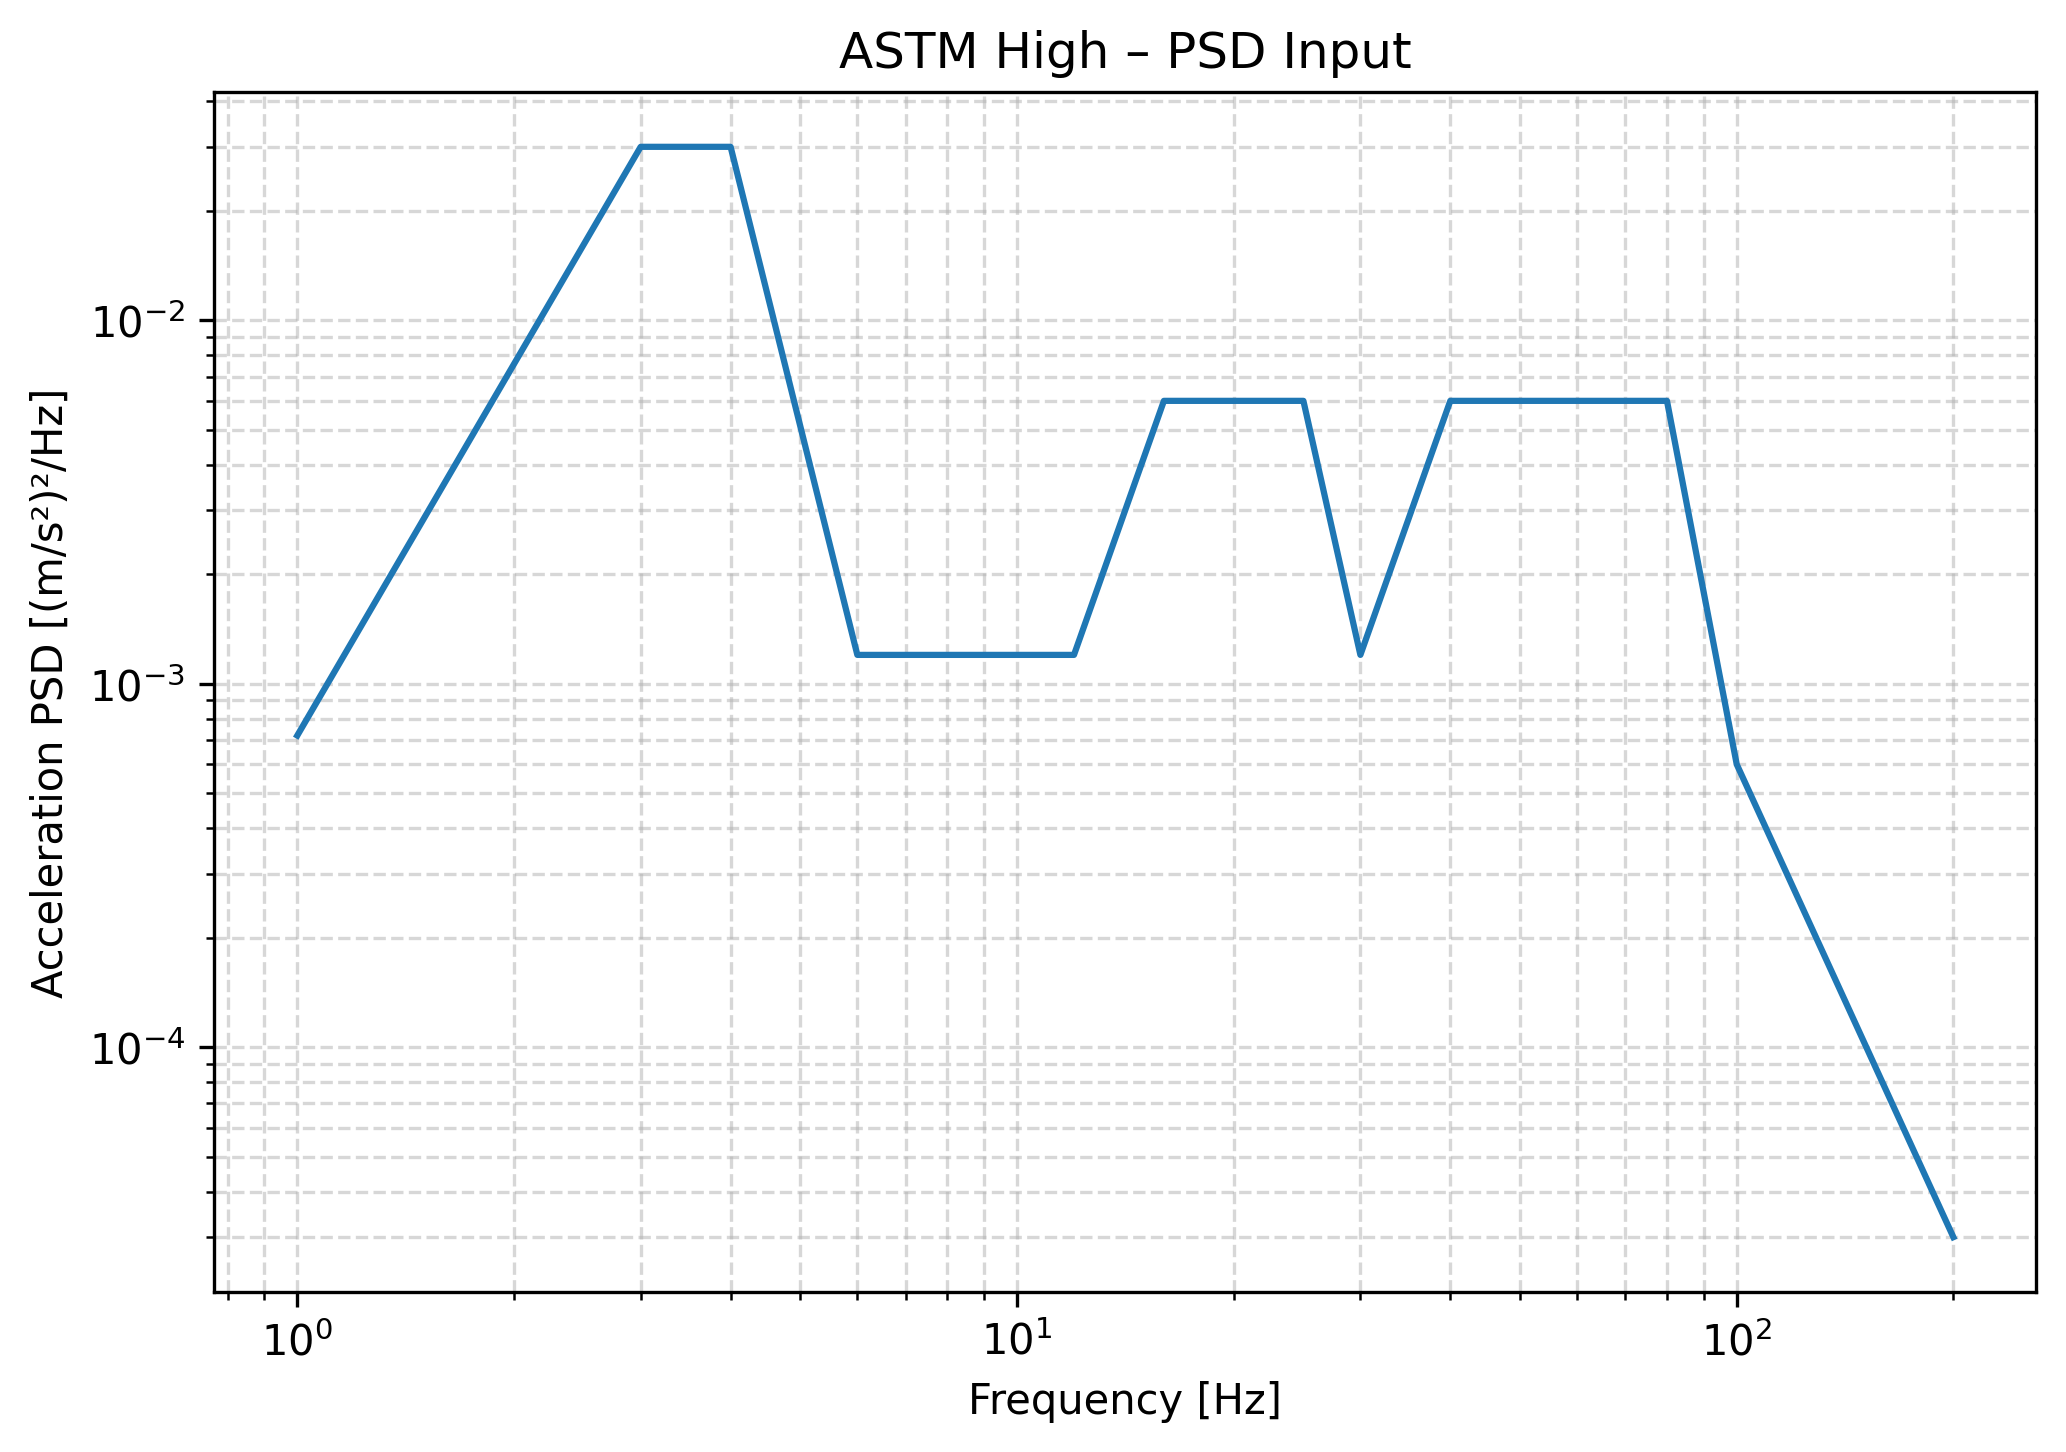 ASTM High – PSD Input
Acceleration PSD [(m/s²)²/Hz]
10⁻²
10⁻³
10⁻⁴
10⁰ 10¹ 10²
Frequency [Hz]